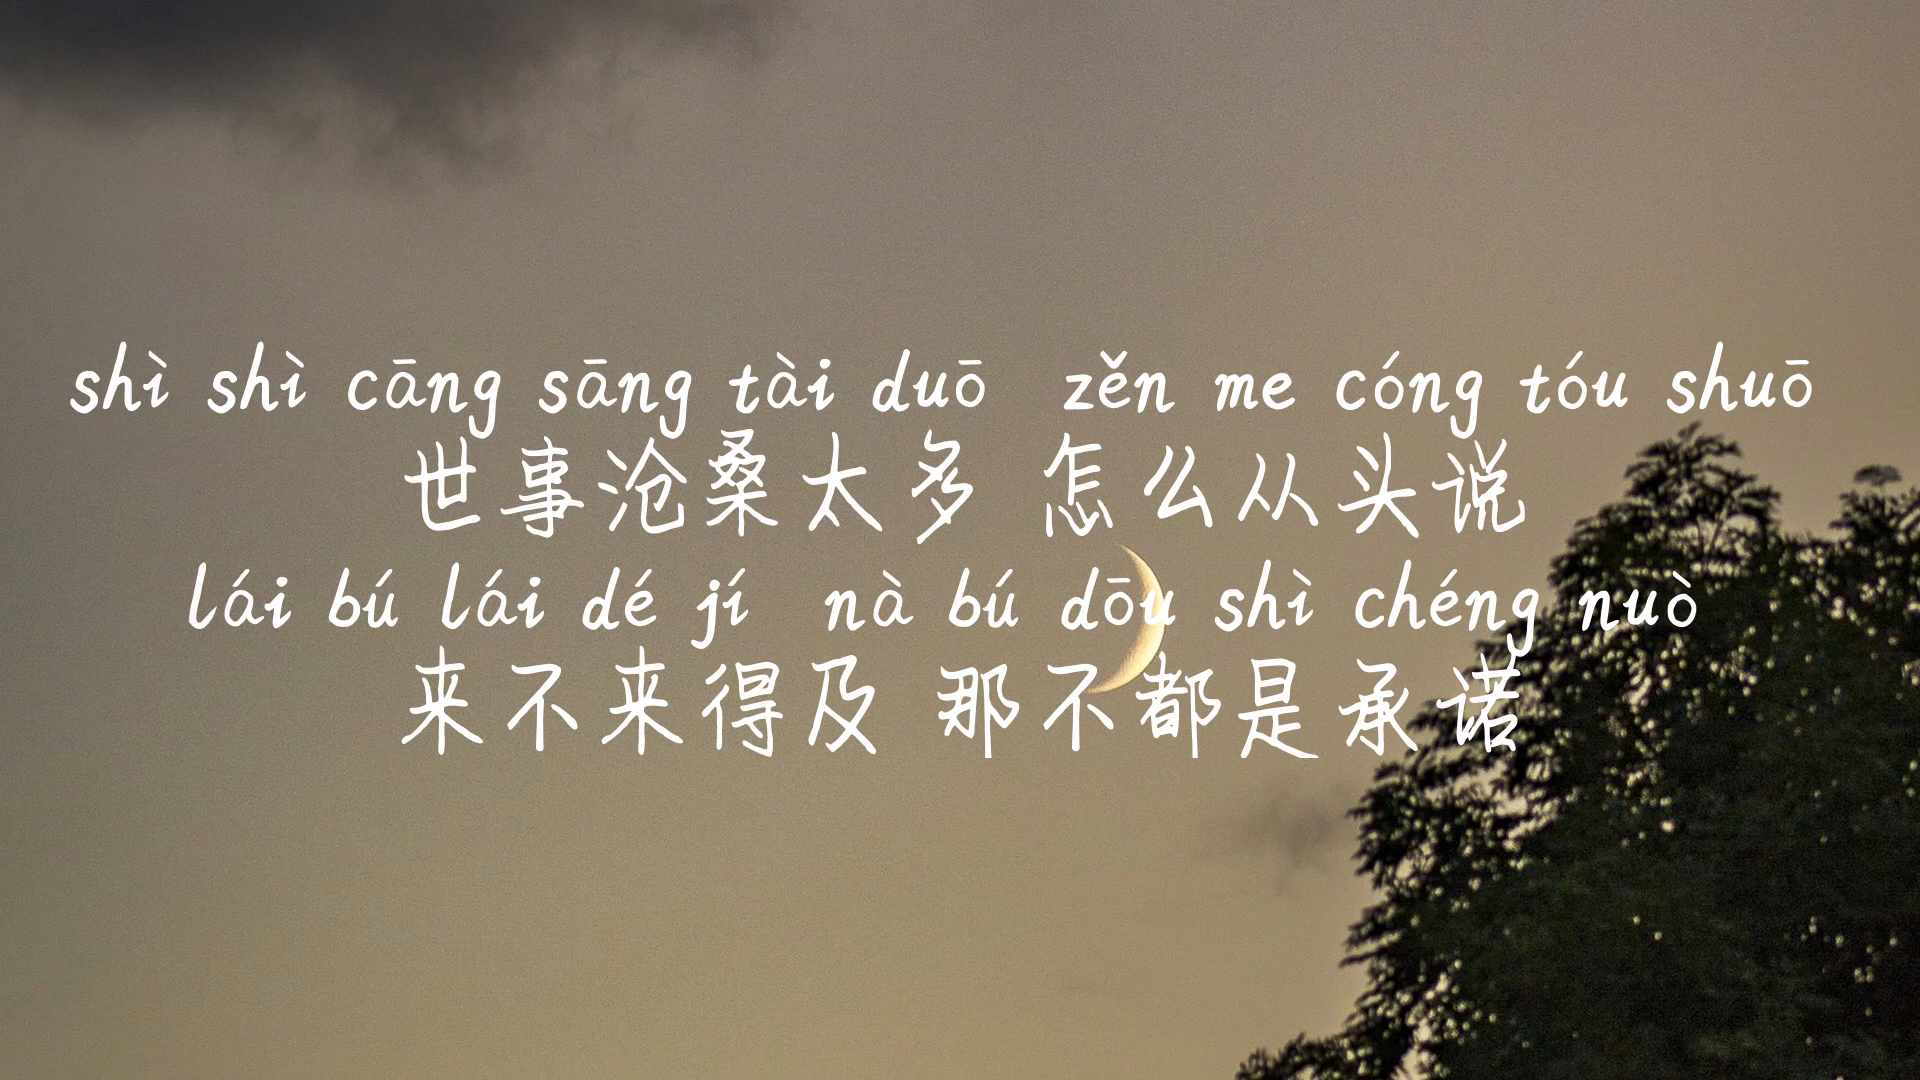 shì shì cāng sāng tài duō  zěn me cóng tóu shuō
世事沧桑太多 怎么从头说
lái bú lái dé jí  nà bú dōu shì chéng nuò
来不来得及 那不都是承诺